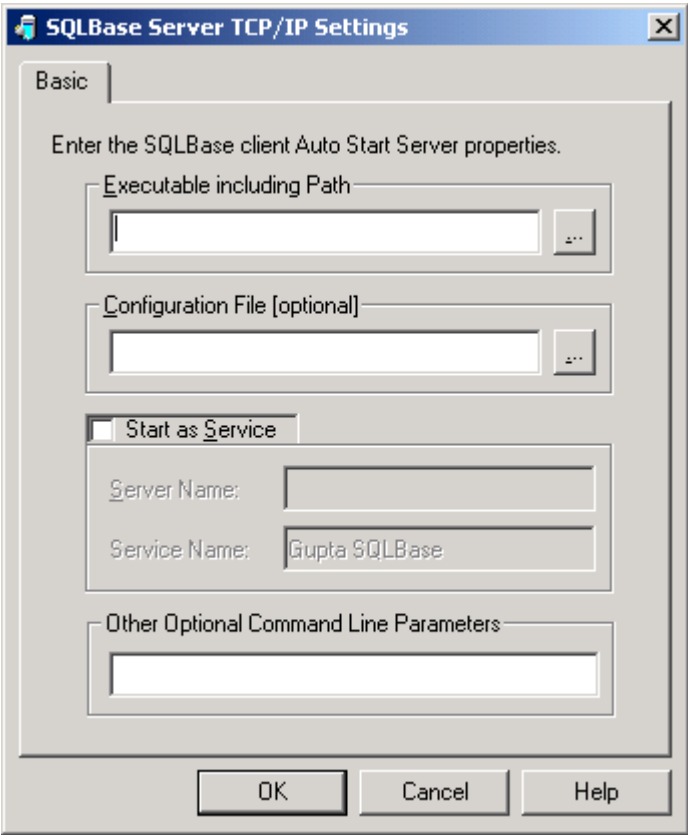 SQLBase Server TCP/IP Settings
Basic
Enter the SQLBase client Auto Start Server properties.
Executable including Path
...
Configuration File [optional]
...
Start as Service
Server Name:
Service Name: Gupta SQLBase
Other Optional Command Line Parameters
OK Cancel Help